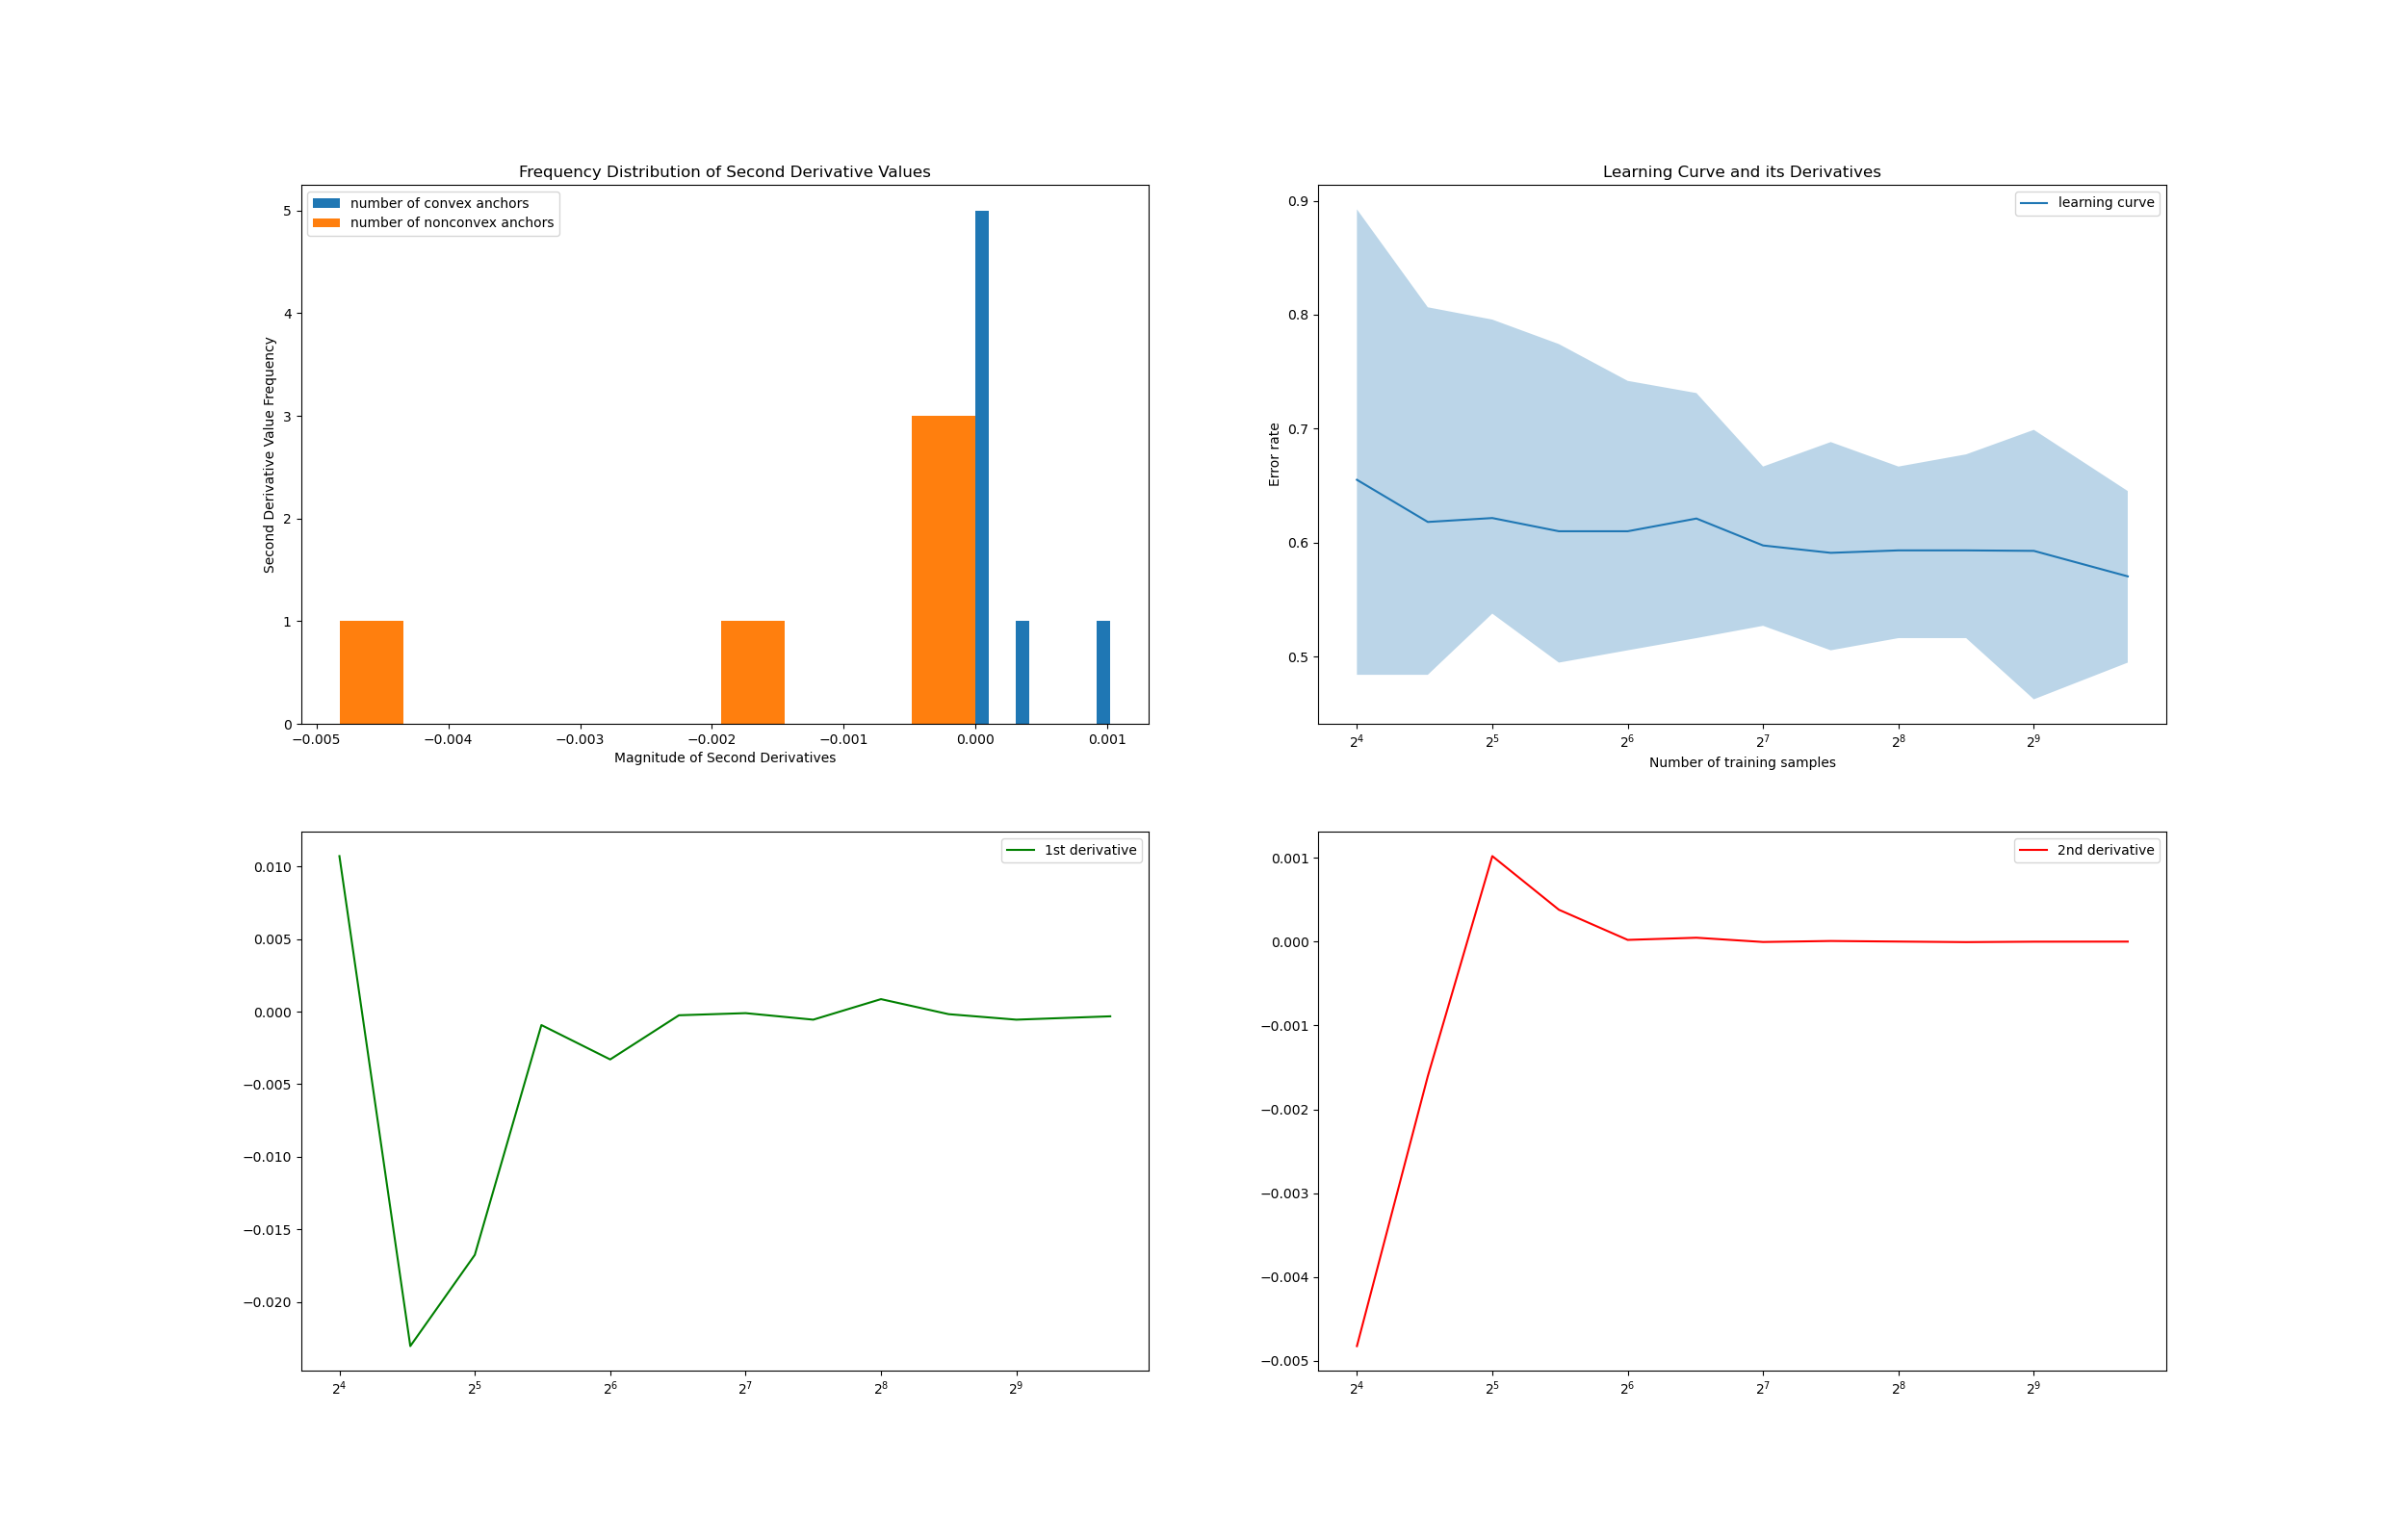 Frequency Distribution of Second Derivative Values
number of convex anchors
number of nonconvex anchors
Second Derivative Value Frequency
5
4
3
2
1
0
−0.005 −0.004 −0.003 −0.002 −0.001 0.000 0.001
Magnitude of Second Derivatives
Learning Curve and its Derivatives
learning curve
Error rate
0.9
0.8
0.7
0.6
0.5
2⁴ 2⁵ 2⁶ 2⁷ 2⁸ 2⁹
Number of training samples
1st derivative
0.010
0.005
0.000
−0.005
−0.010
−0.015
−0.020
2⁴ 2⁵ 2⁶ 2⁷ 2⁸ 2⁹
2nd derivative
0.001
0.000
−0.001
−0.002
−0.003
−0.004
−0.005
2⁴ 2⁵ 2⁶ 2⁷ 2⁸ 2⁹